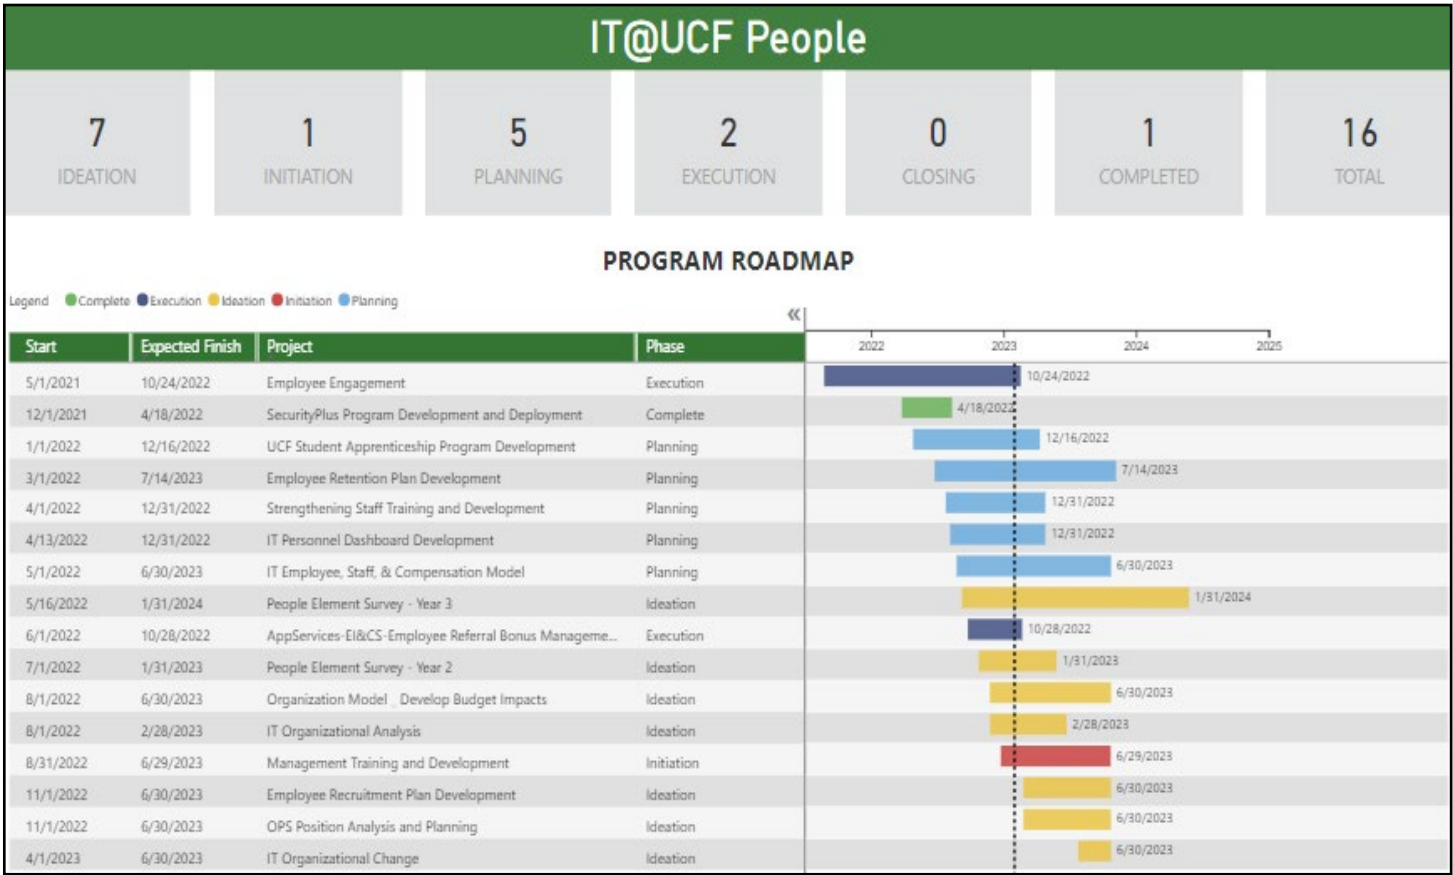 IT@UCF People
7 1 5 2 0 1 16
IDEATION INITIATION PLANNING EXECUTION CLOSING COMPLETED TOTAL
PROGRAM ROADMAP
Legend Complete Execution Ideation Initiation Planning
«
Start Expected Finish Project Phase 2022 2023 2024 2025
5/1/2021 10/24/2022 Employee Engagement Execution 10/24/2022
12/1/2021 4/18/2022 SecurityPlus Program Development and Deployment Complete 4/18/2022
1/1/2022 12/16/2022 UCF Student Apprenticeship Program Development Planning 12/16/2022
3/1/2022 7/14/2023 Employee Retention Plan Development Planning 7/14/2023
4/1/2022 12/31/2022 Strengthening Staff Training and Development Planning 12/31/2022
4/13/2022 12/31/2022 IT Personnel Dashboard Development Planning 12/31/2022
5/1/2022 6/30/2023 IT Employee, Staff, & Compensation Model Planning 6/30/2023
5/16/2022 1/31/2024 People Element Survey - Year 3 Ideation 1/31/2024
6/1/2022 10/28/2022 AppServices-EI&CS-Employee Referral Bonus Manageme... Execution 10/28/2022
7/1/2022 1/31/2023 People Element Survey - Year 2 Ideation 1/31/2023
8/1/2022 6/30/2023 Organization Model _ Develop Budget Impacts Ideation 6/30/2023
8/1/2022 2/28/2023 IT Organizational Analysis Ideation 2/28/2023
8/31/2022 6/29/2023 Management Training and Development Initiation 6/29/2023
11/1/2022 6/30/2023 Employee Recruitment Plan Development Ideation 6/30/2023
11/1/2022 6/30/2023 OPS Position Analysis and Planning Ideation 6/30/2023
4/1/2023 6/30/2023 IT Organizational Change Ideation 6/30/2023